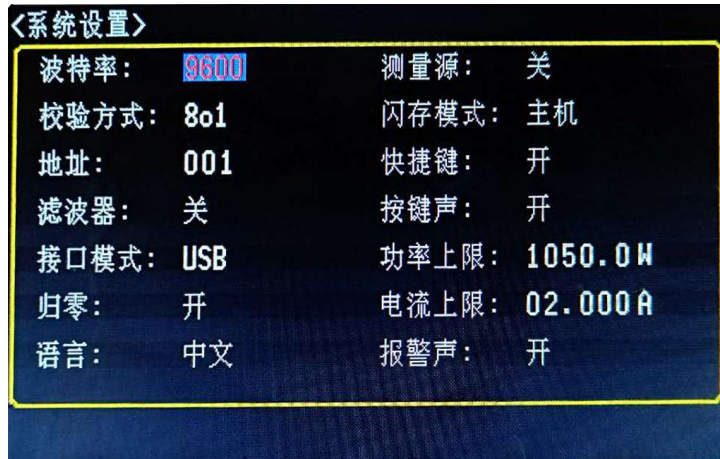 <系统设置>
波特率： 9600 测量源： 关
校验方式： 8o1 闪存模式： 主机
地址： 001 快捷键： 开
滤波器： 关 按键声： 开
接口模式： USB 功率上限： 1050.0W
归零： 开 电流上限： 02.000A
语言： 中文 报警声： 开